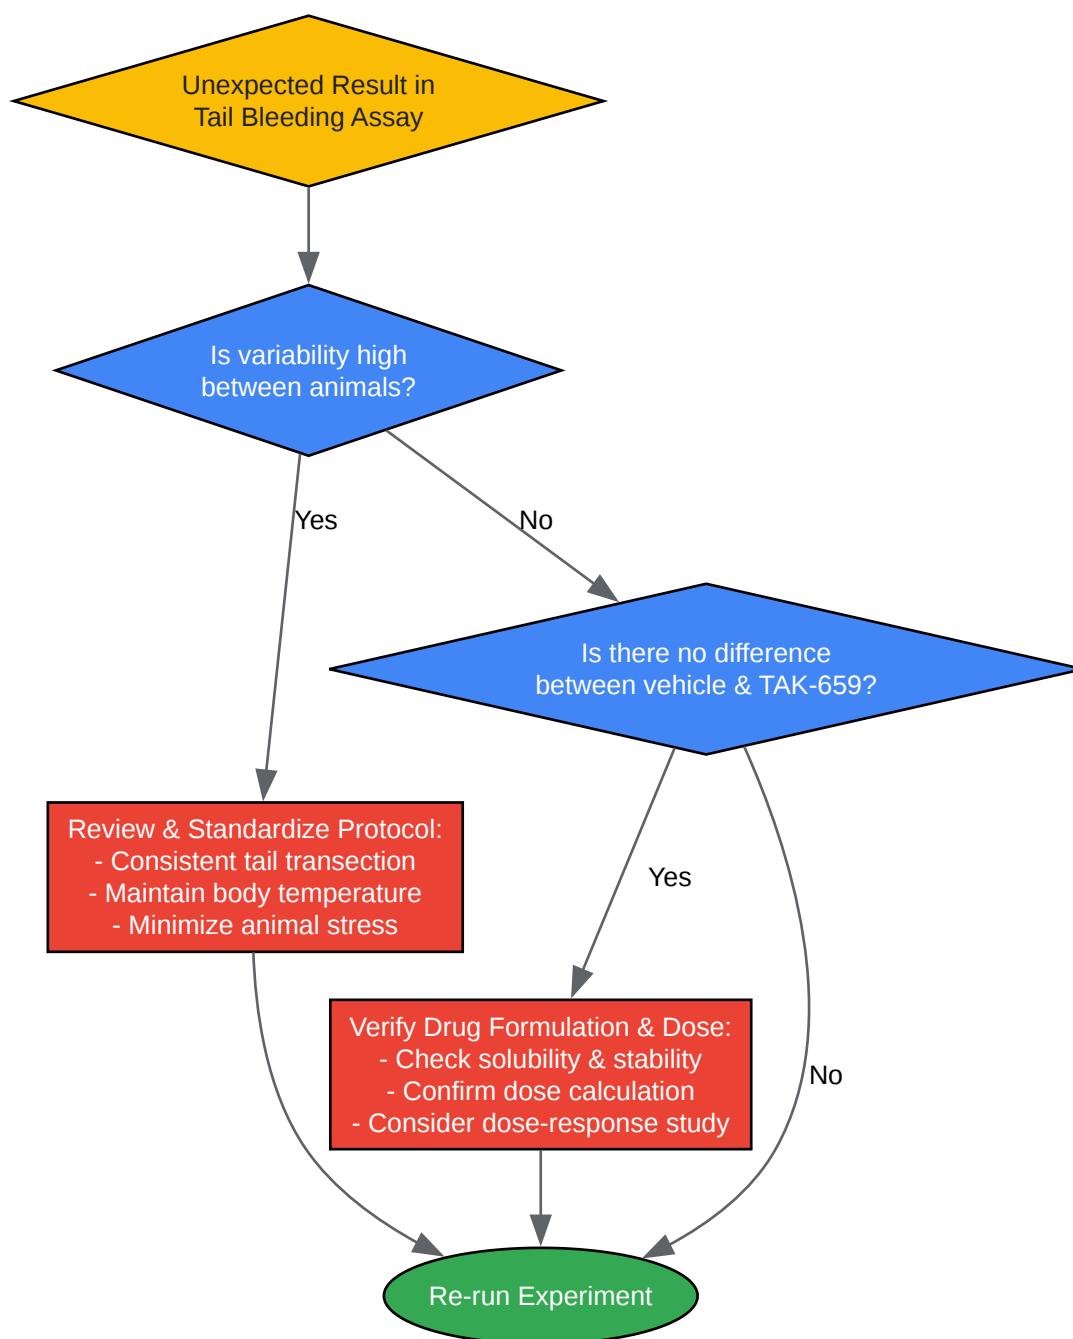 Unexpected Result in
Tail Bleeding Assay
Is variability high
between animals?
Yes
No
Is there no difference
between vehicle & TAK-659?
Review & Standardize Protocol:
- Consistent tail transection
- Maintain body temperature
- Minimize animal stress
Yes
Verify Drug Formulation & Dose:
- Check solubility & stability
- Confirm dose calculation
- Consider dose-response study
No
Re-run Experiment